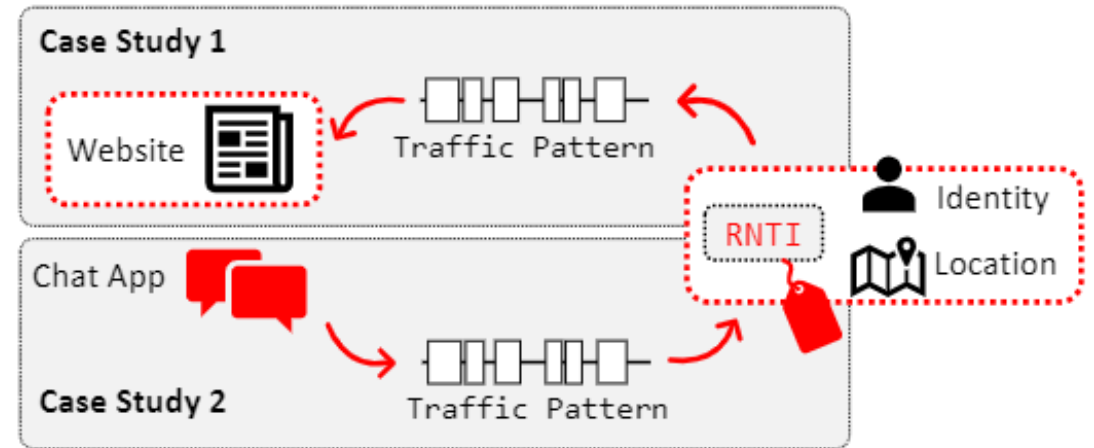 Case Study 1
Website
Traffic Pattern
RNTI
Identity
Location
Chat App
Traffic Pattern
Case Study 2